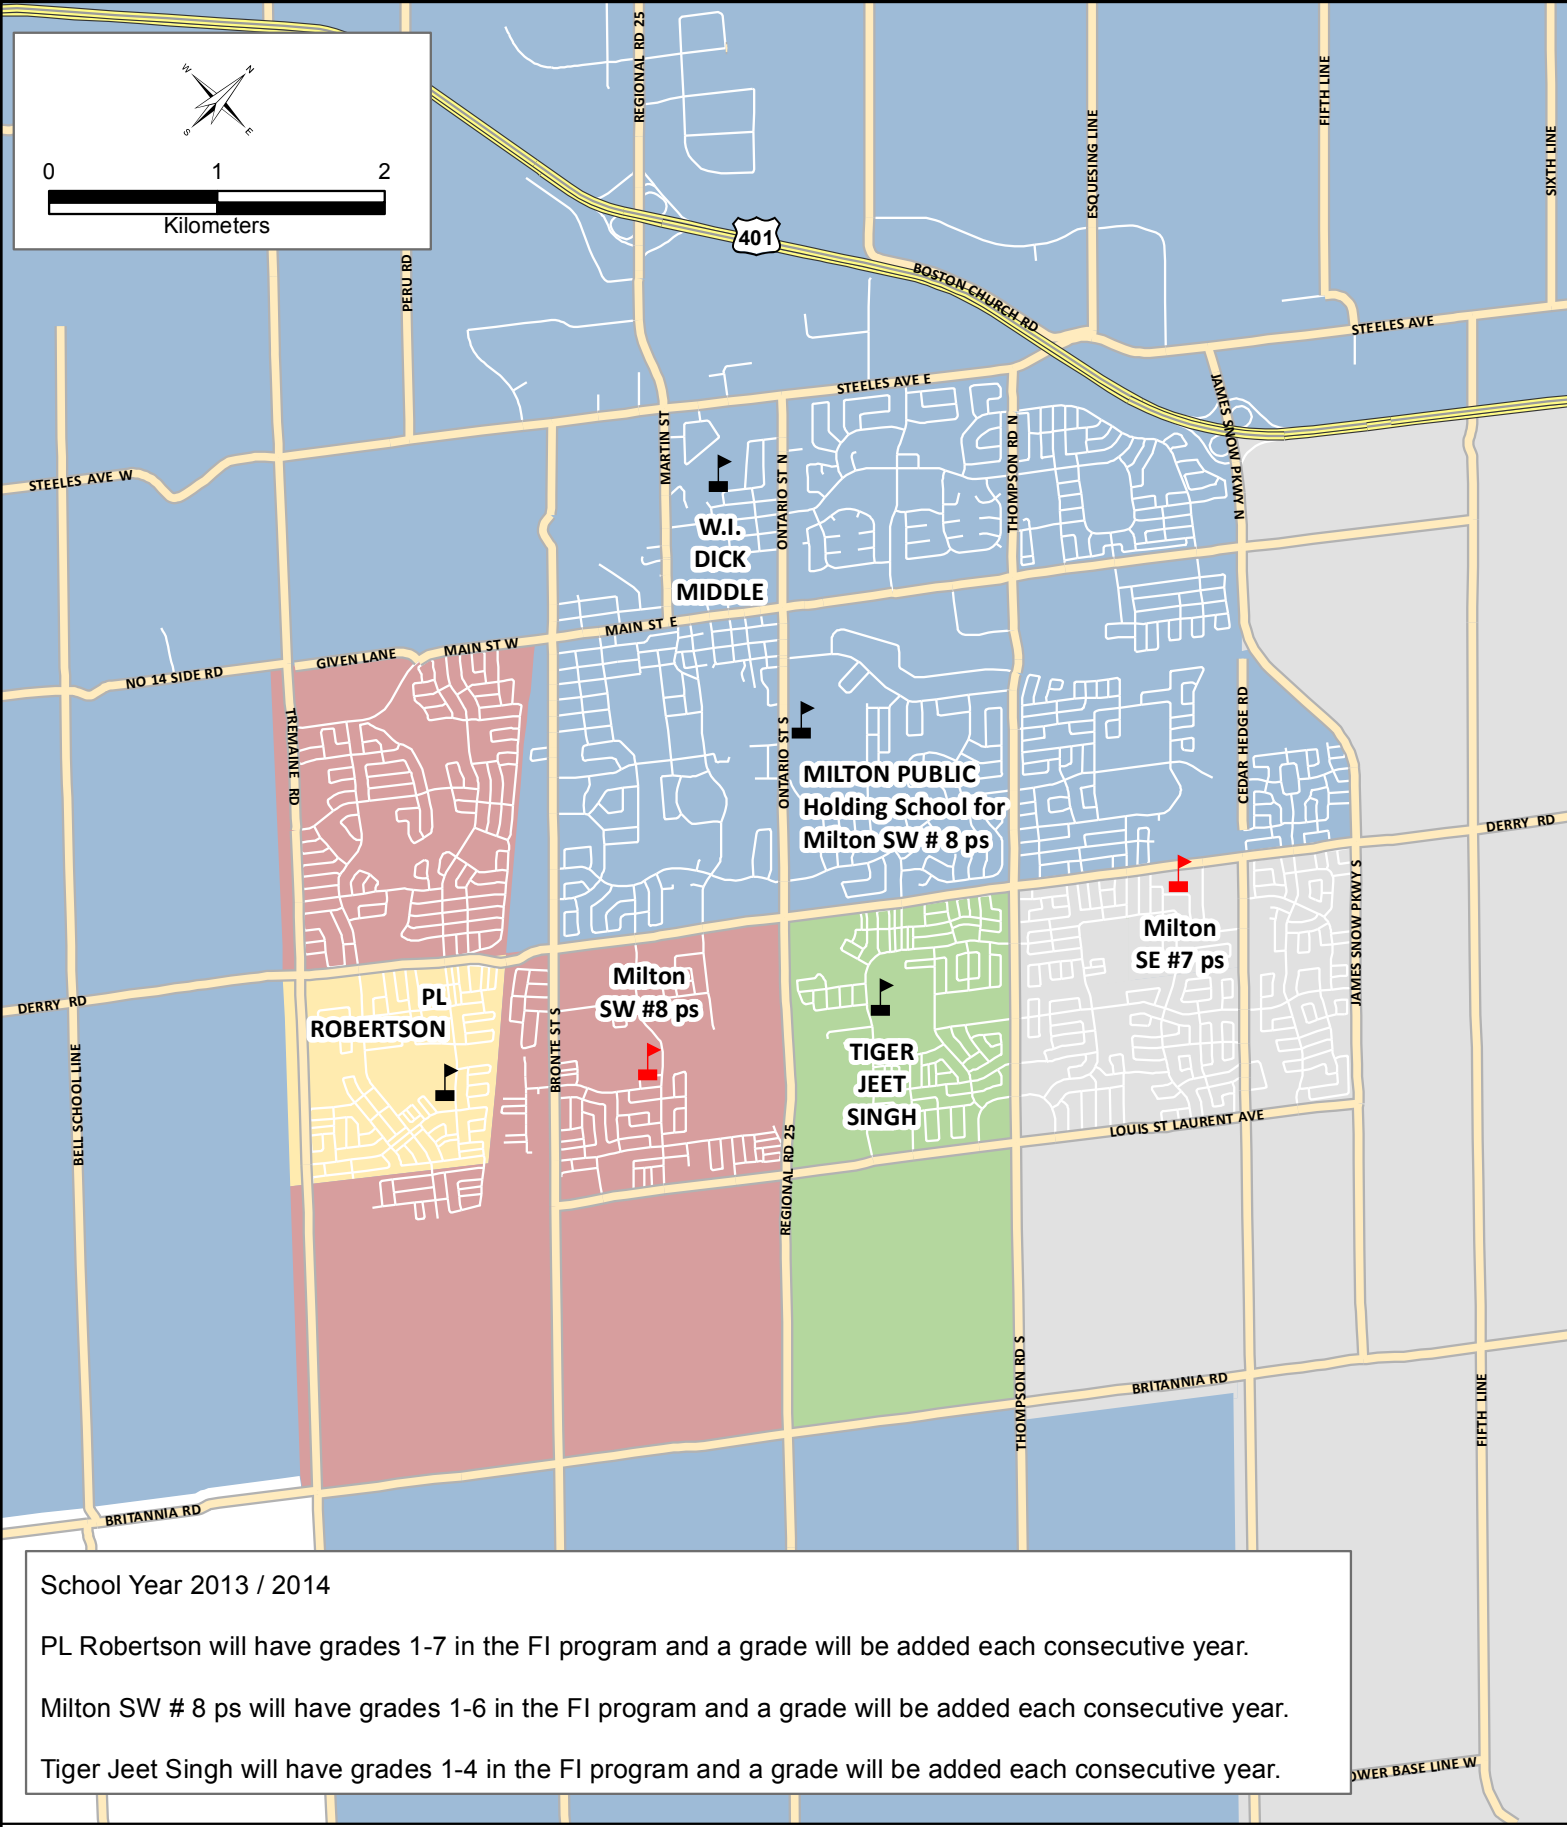 REGIONAL RD 25
FIFTH LINE
SIXTH LINE
ESQUESING LINE
W N
S E
0 1 2
Kilometers
401
PERU RD
BOSTON CHURCH RD
STEELES AVE
STEELES AVE E
JAMES SNOW PKWY N
MARTIN ST
ONTARIO ST N
THOMPSON RD N
STEELES AVE W
W.I.
DICK
MIDDLE
MAIN ST E
MAIN ST W
GIVEN LANE
NO 14 SIDE RD
TREMAINE RD
ONTARIO ST S
CEDAR HEDGE RD
MILTON PUBLIC
Holding School for
Milton SW # 8 ps
DERRY RD
JAMES SNOW PKWY S
Milton
SE #7 ps
Milton
SW #8 ps
PL
ROBERTSON
DERRY RD
BRONTE ST S
TIGER
JEET
SINGH
BELL SCHOOL LINE
LOUIS ST LAURENT AVE
REGIONAL RD 25
THOMPSON RD S
BRITANNIA RD
FIFTH LINE
BRITANNIA RD
School Year 2013 / 2014
PL Robertson will have grades 1-7 in the FI program and a grade will be added each consecutive year.
Milton SW # 8 ps will have grades 1-6 in the FI program and a grade will be added each consecutive year.
Tiger Jeet Singh will have grades 1-4 in the FI program and a grade will be added each consecutive year.
OWER BASE LINE W